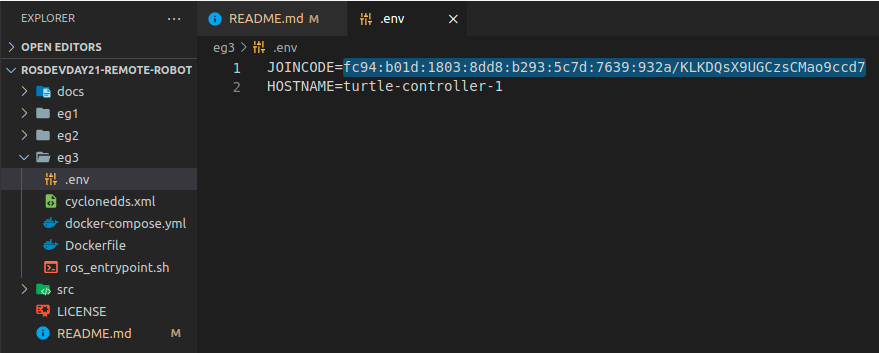 EXPLORER
···
README.md M
.env ×
OPEN EDITORS
ROSDEVDAY21-REMOTE-ROBOT
docs
eg1
eg2
eg3
.env
cyclonedds.xml
docker-compose.yml
Dockerfile
ros_entrypoint.sh
src
LICENSE
README.md M
eg3 > .env
1 JOINCODE=fc94:b01d:1803:8dd8:b293:5c7d:7639:932a/KLKDQsX9UGCzsCMao9ccd7
2 HOSTNAME=turtle-controller-1